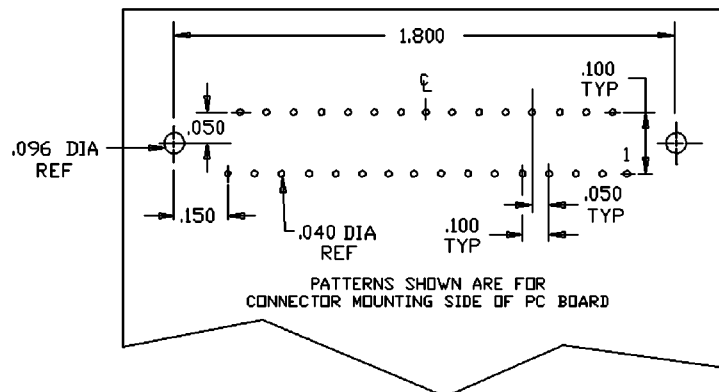 1.800
℄
.100
TYP
.050
.096 DIA
REF
1
.150
.040 DIA
REF
.050
TYP
.100
TYP
PATTERNS SHOWN ARE FOR
CONNECTOR MOUNTING SIDE OF PC BOARD